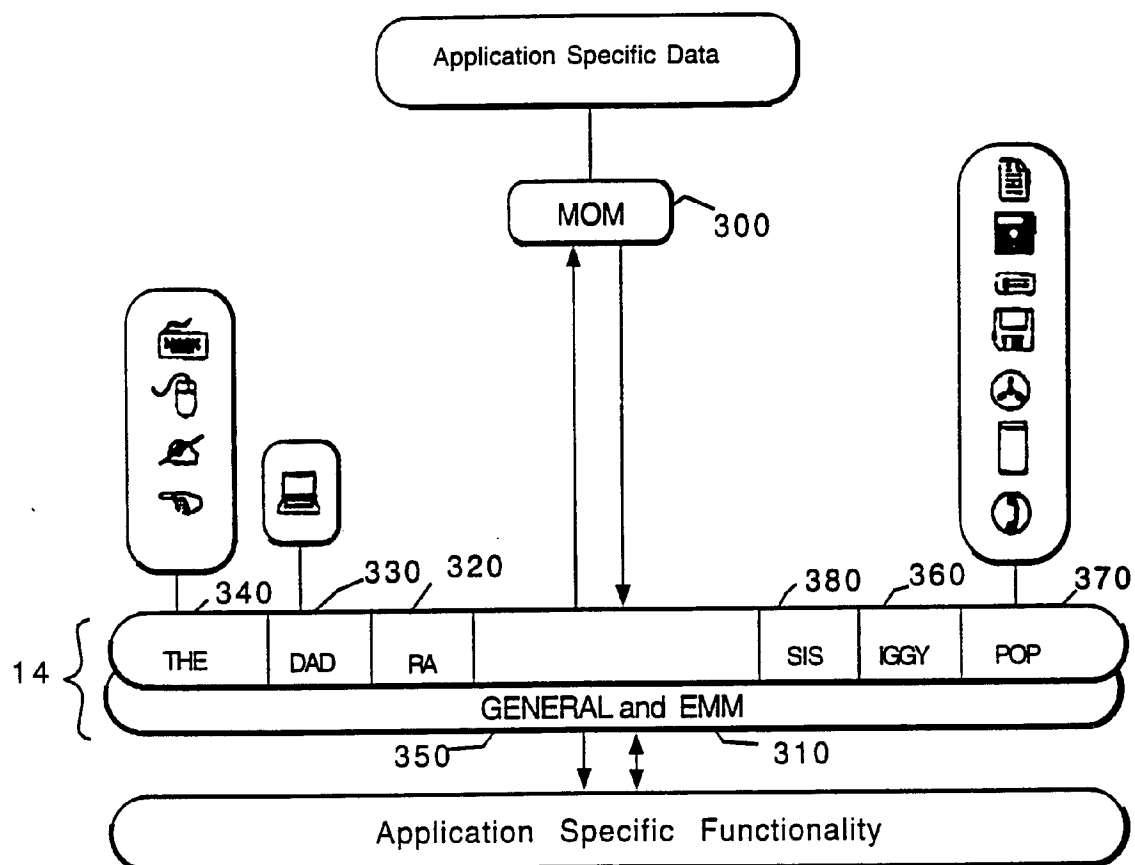 Application Specific Data
MOM
300
340
330
320
380
360
370
14
THE
DAD
RA
SIS
IGGY
POP
GENERAL and EMM
350
310
Application Specific Functionality